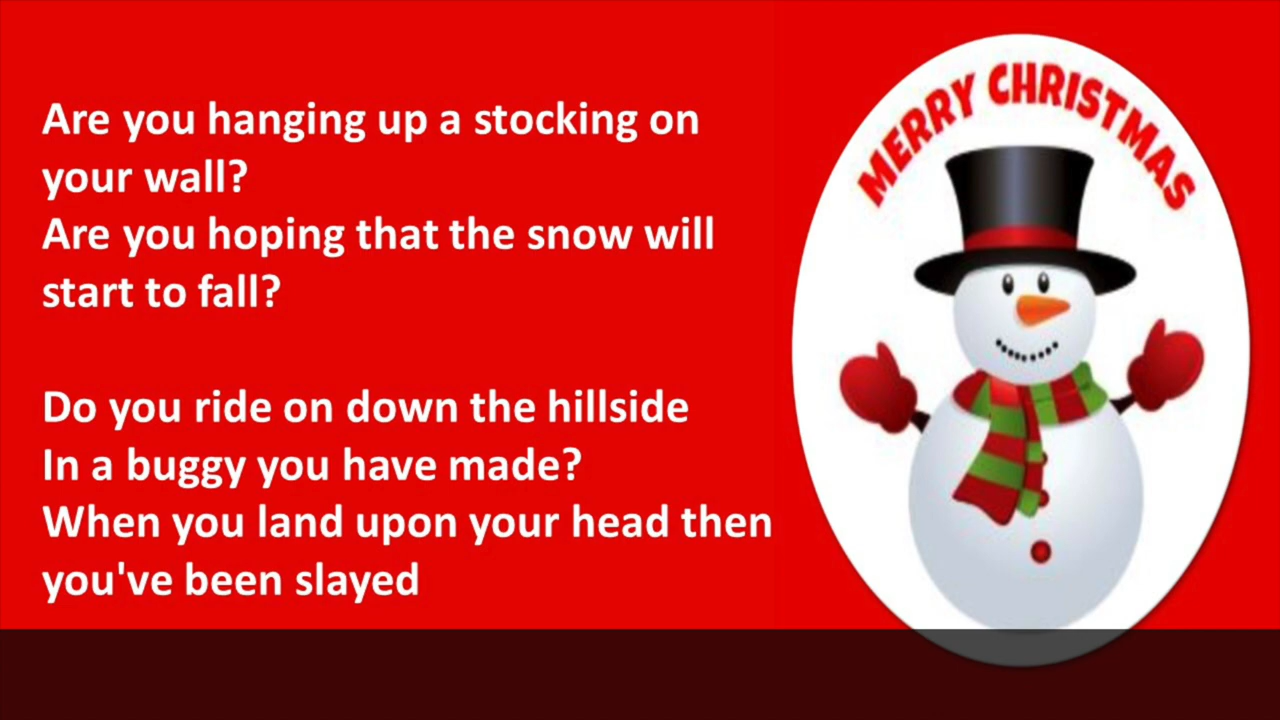 Are you hanging up a stocking on
your wall?
Are you hoping that the snow will
start to fall?
Do you ride on down the hillside
In a buggy you have made?
When you land upon your head then
you've been slayed
MERRY CHRISTMAS